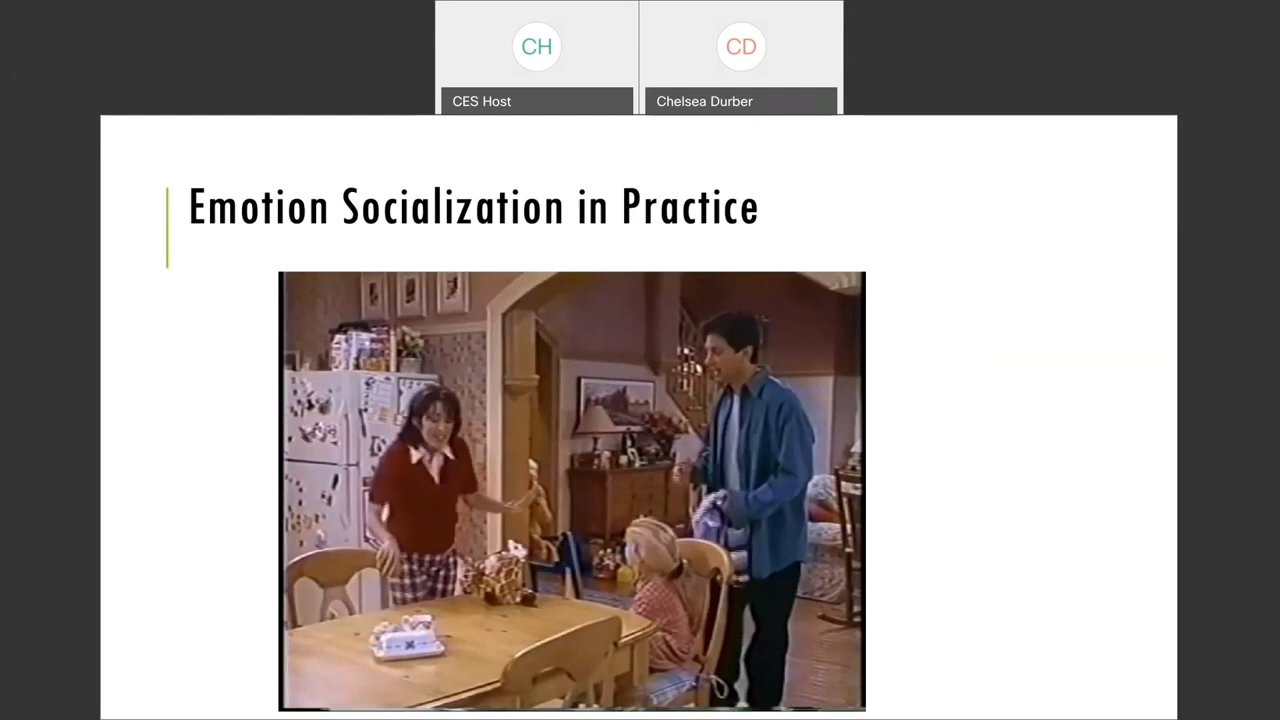 CH
CD
CES Host
Chelsea Durber
Emotion Socialization in Practice